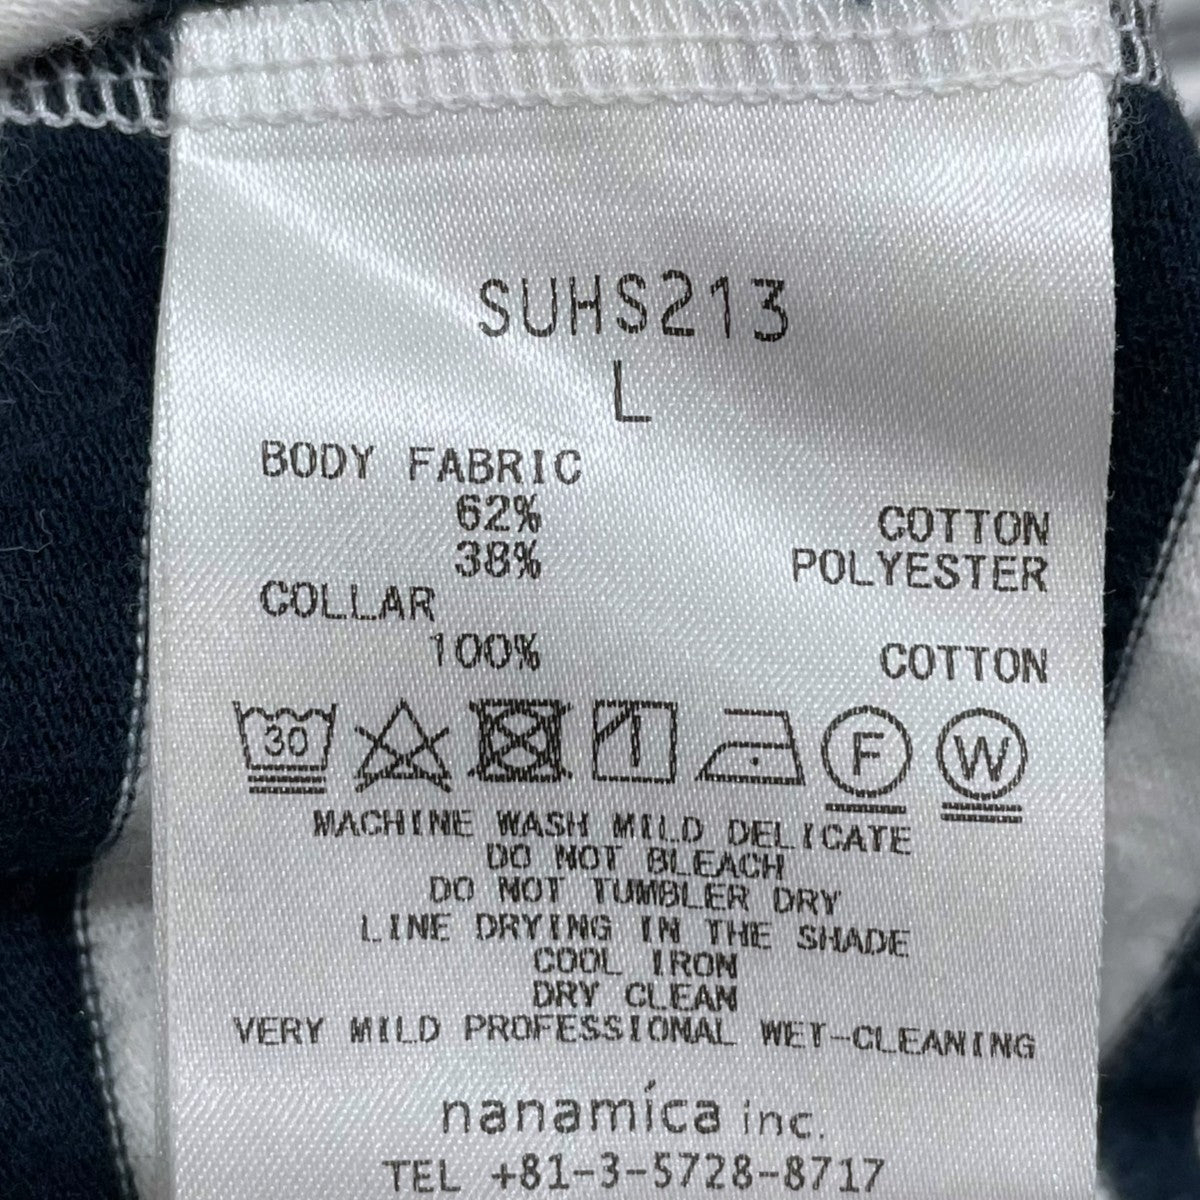 SUHS213
L
BODY FABRIC
62% COTTON
38% POLYESTER
COLLAR
100% COTTON
30 F W
MACHINE WASH MILD DELICATE
DO NOT BLEACH
DO NOT TUMBLER DRY
LINE DRYING IN THE SHADE
COOL IRON
DRY CLEAN
VERY MILD PROFESSIONAL WET-CLEANING
nanamíca inc.
TEL +81-3-5728-8717